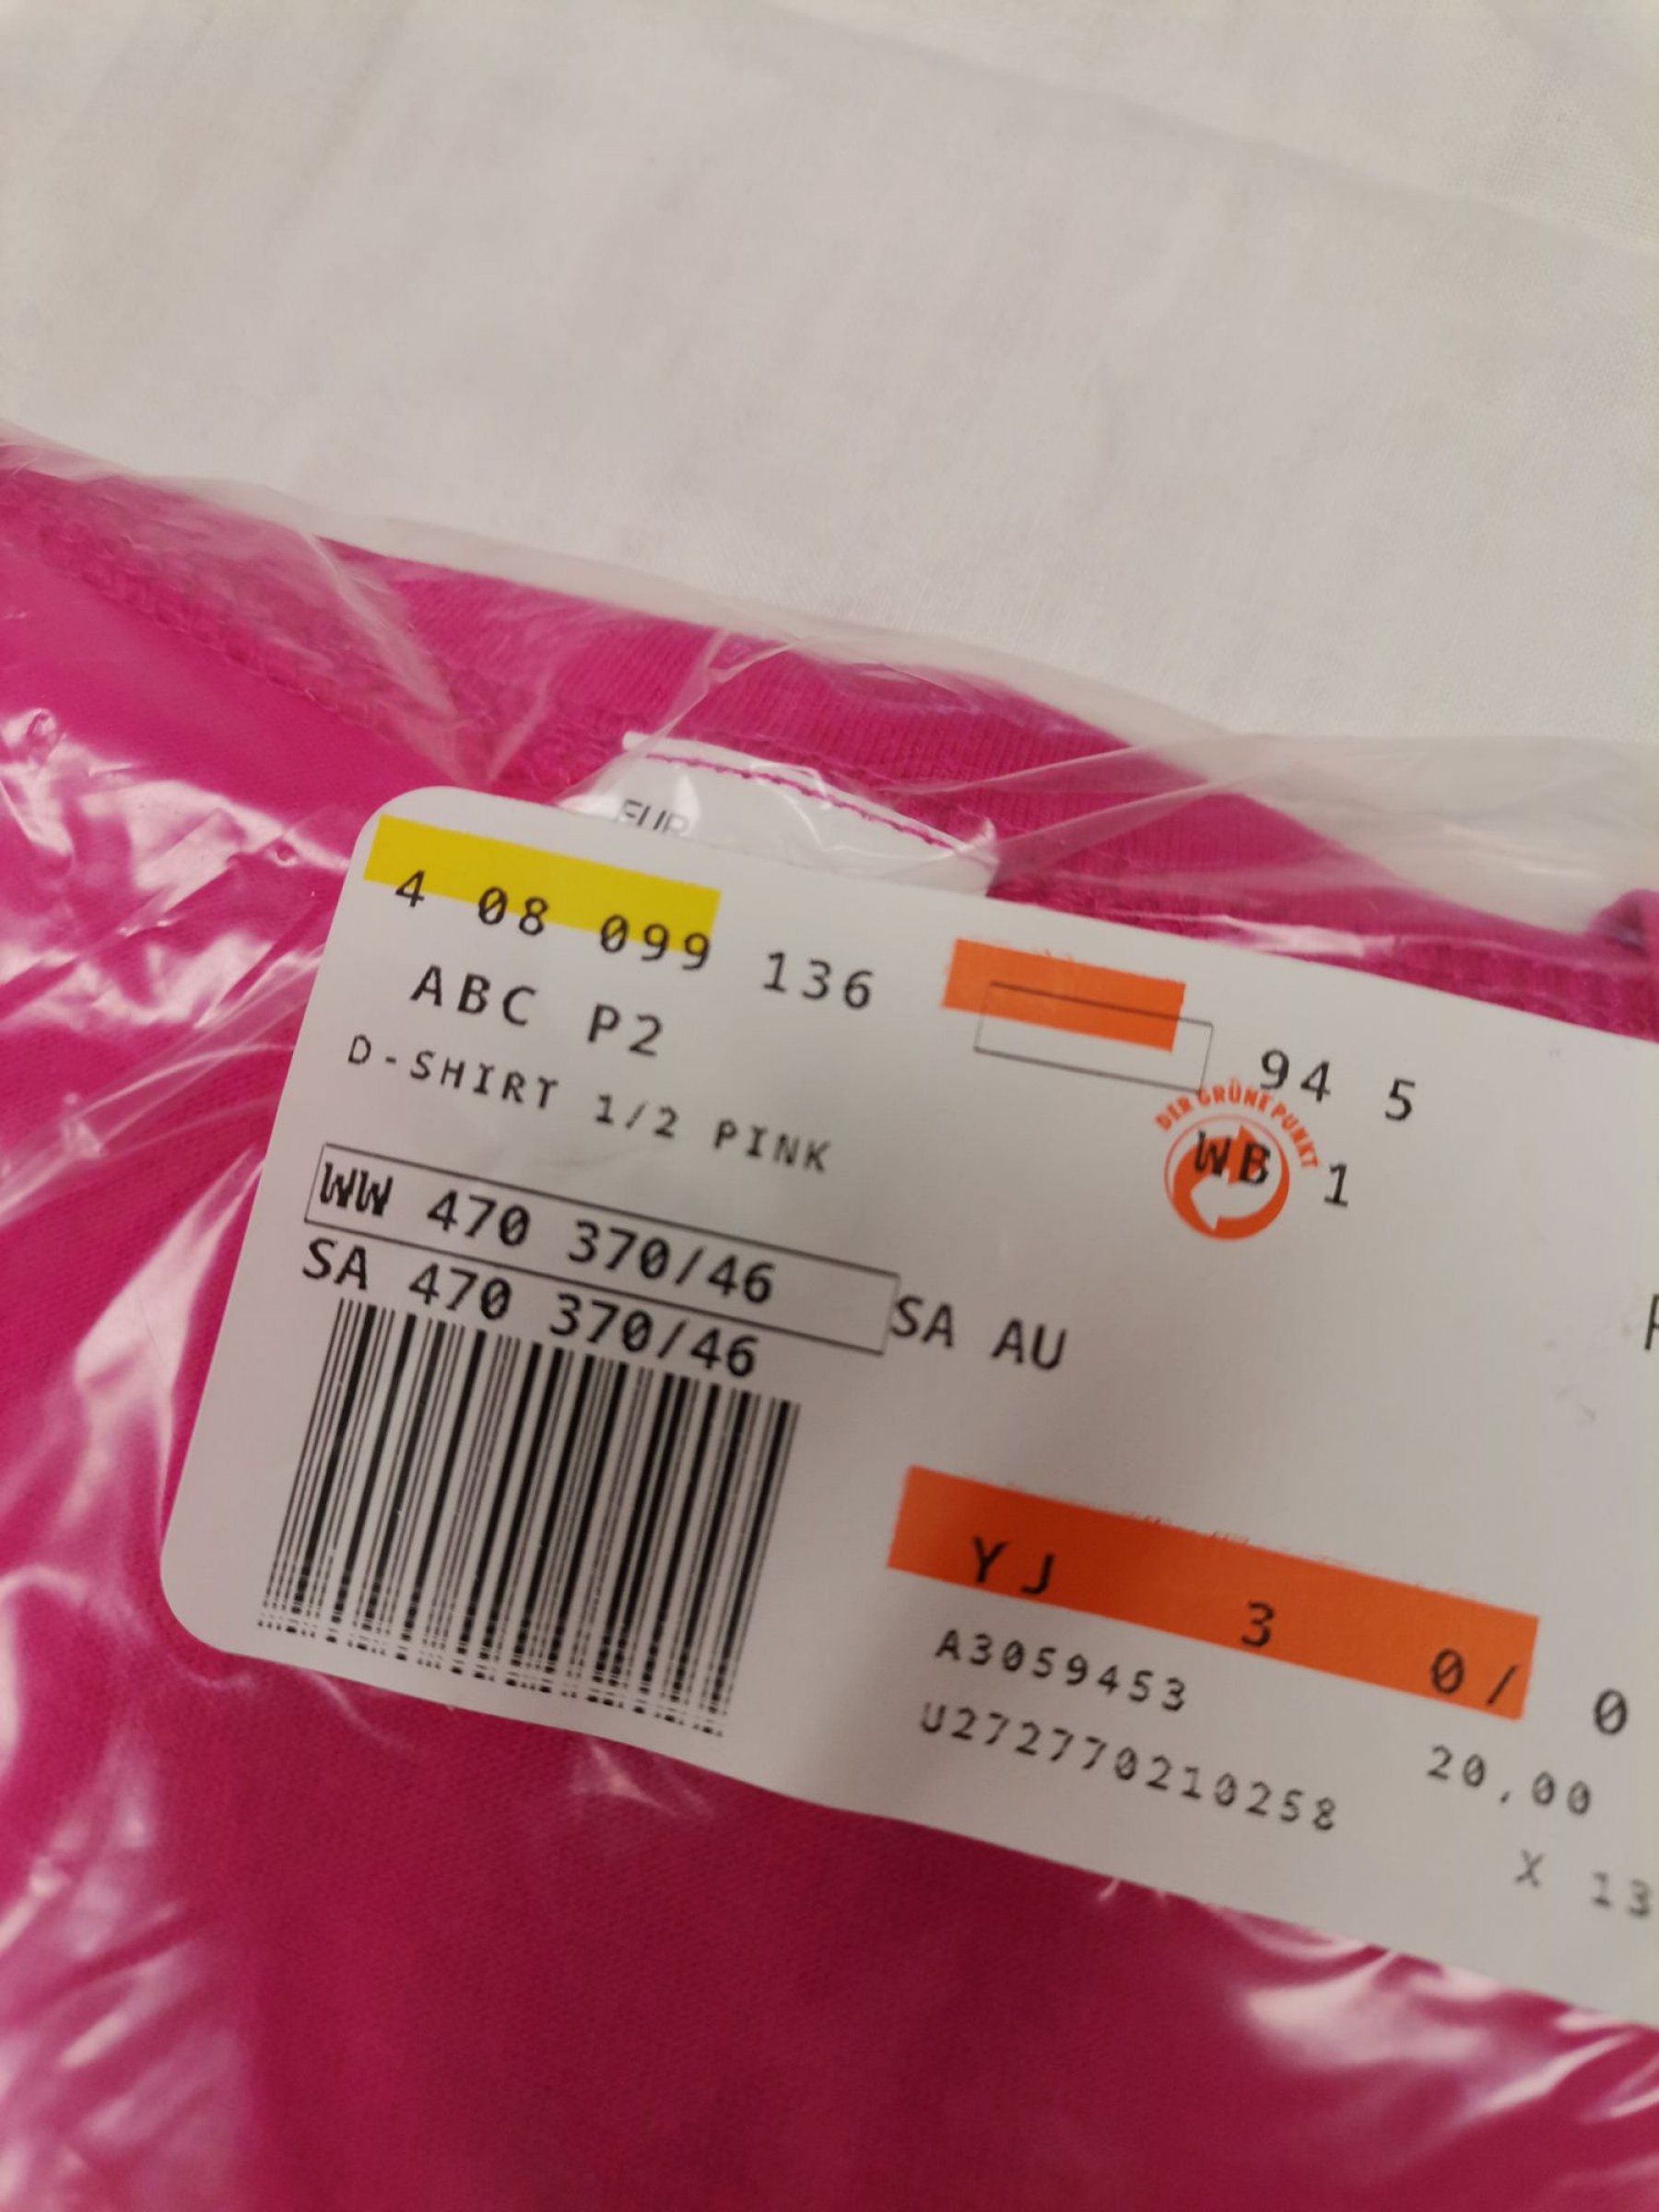 EUR
4 08 099 136 94 5
ABC P2
D-SHIRT 1/2 PINK
DER GRÜNE PUNKT
WB 1
WW 470 370/46
SA AU
SA 470 370/46
YJ 3 0/ 0
A3059453
20,00
U272770210258
X 13